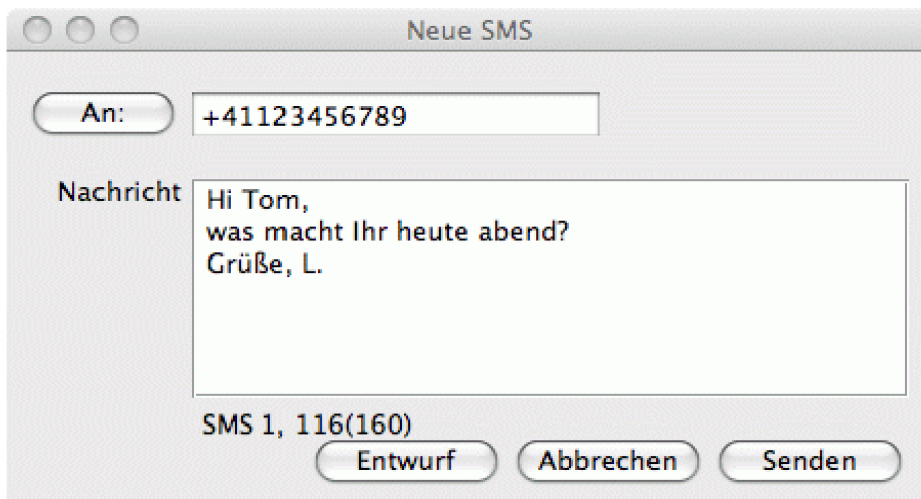 Neue SMS
An:
+41123456789
Nachricht
Hi Tom,
was macht Ihr heute abend?
Grüße, L.
SMS 1, 116(160)
Entwurf
Abbrechen
Senden